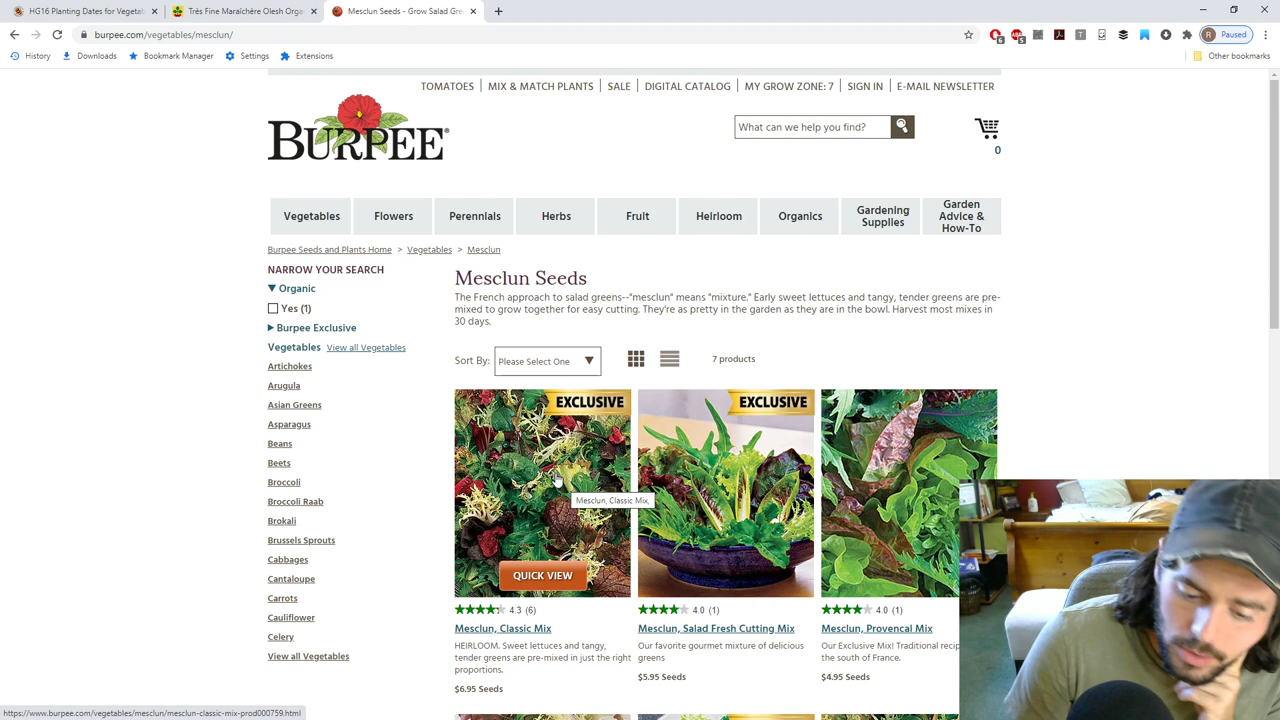 HG16 Planting Dates for Vegetab
Très Fine Maraîchère Olesh Orgar
Mesclun Seeds - Grow Salad Gre
burpee.com/vegetables/mesclun/
Paused
History
Downloads
Bookmark Manager
Settings
Extensions
Other bookmarks
TOMATOES
MIX & MATCH PLANTS
SALE
DIGITAL CATALOG
MY GROW ZONE: 7
SIGN IN
E-MAIL NEWSLETTER
BURPEE
What can we help you find?
0
Vegetables
Flowers
Perennials
Herbs
Fruit
Heirloom
Organics
Gardening
Supplies
Garden
Advice &
How-To
Burpee Seeds and Plants Home > Vegetables > Mesclun
NARROW YOUR SEARCH
Organic
Yes (1)
Burpee Exclusive
Vegetables View all Vegetables
Artichokes
Arugula
Asian Greens
Asparagus
Beans
Beets
Broccoli
Broccoli Raab
Brokali
Brussels Sprouts
Cabbages
Cantaloupe
Carrots
Cauliflower
Celery
View all Vegetables
Mesclun Seeds
The French approach to salad greens--"mesclun" means "mixture." Early sweet lettuces and tangy, tender greens are pre-
mixed to grow together for easy cutting. They're as pretty in the garden as they are in the bowl. Harvest most mixes in
30 days.
Sort By: Please Select One
7 products
EXCLUSIVE
Mesclun, Classic Mix,
QUICK VIEW
4.3 (6)
Mesclun, Classic Mix
HEIRLOOM. Sweet lettuces and tangy,
tender greens are pre-mixed in just the right
proportions.
$6.95 Seeds
EXCLUSIVE
4.0 (1)
Mesclun, Salad Fresh Cutting Mix
Our favorite gourmet mixture of delicious
greens
$5.95 Seeds
4.0 (1)
Mesclun, Provencal Mix
Our Exclusive Mix! Traditional recip
the south of France.
$4.95 Seeds
https://www.burpee.com/vegetables/mesclun/mesclun-classic-mix-prod000759.html